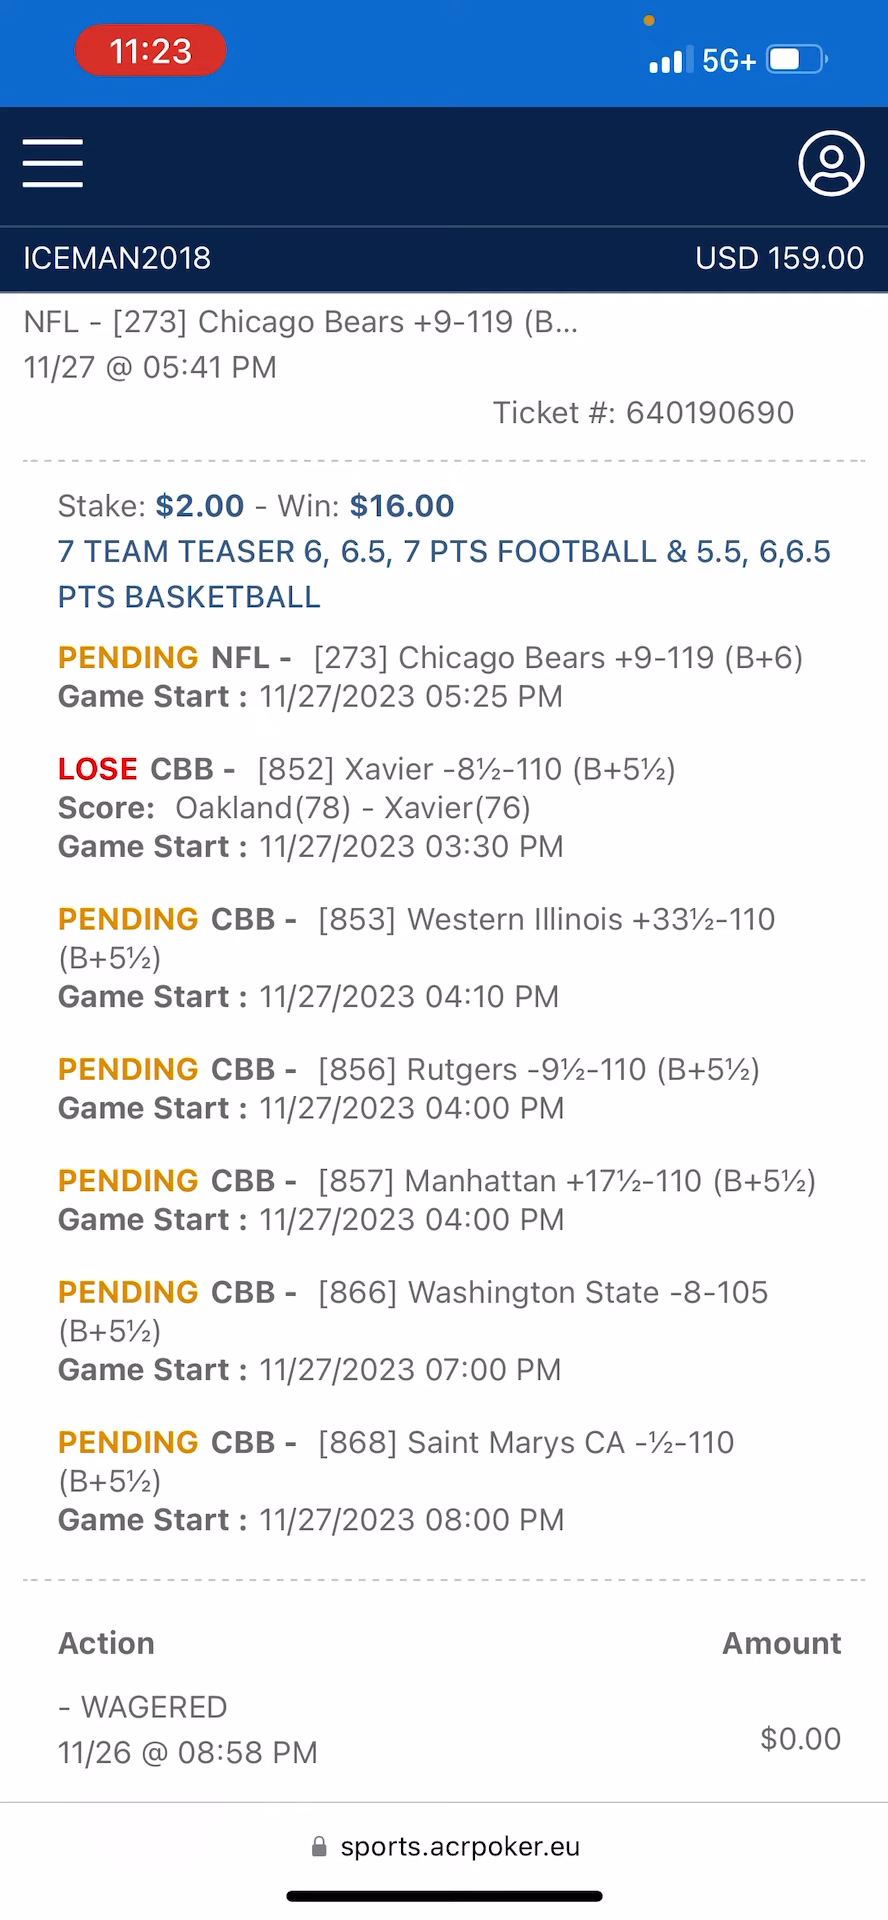 11:23
5G+
ICEMAN2018
USD 159.00
NFL - [273] Chicago Bears +9-119 (B...
11/27 @ 05:41 PM
Ticket #: 640190690
Stake: $2.00 - Win: $16.00
7 TEAM TEASER 6, 6.5, 7 PTS FOOTBALL & 5.5, 6,6.5
PTS BASKETBALL
PENDING NFL - [273] Chicago Bears +9-119 (B+6)
Game Start : 11/27/2023 05:25 PM
LOSE CBB - [852] Xavier -8½-110 (B+5½)
Score: Oakland(78) - Xavier(76)
Game Start : 11/27/2023 03:30 PM
PENDING CBB - [853] Western Illinois +33½-110
(B+5½)
Game Start : 11/27/2023 04:10 PM
PENDING CBB - [856] Rutgers -9½-110 (B+5½)
Game Start : 11/27/2023 04:00 PM
PENDING CBB - [857] Manhattan +17½-110 (B+5½)
Game Start : 11/27/2023 04:00 PM
PENDING CBB - [866] Washington State -8-105
(B+5½)
Game Start : 11/27/2023 07:00 PM
PENDING CBB - [868] Saint Marys CA -½-110
(B+5½)
Game Start : 11/27/2023 08:00 PM
Action
Amount
- WAGERED
11/26 @ 08:58 PM
$0.00
sports.acrpoker.eu